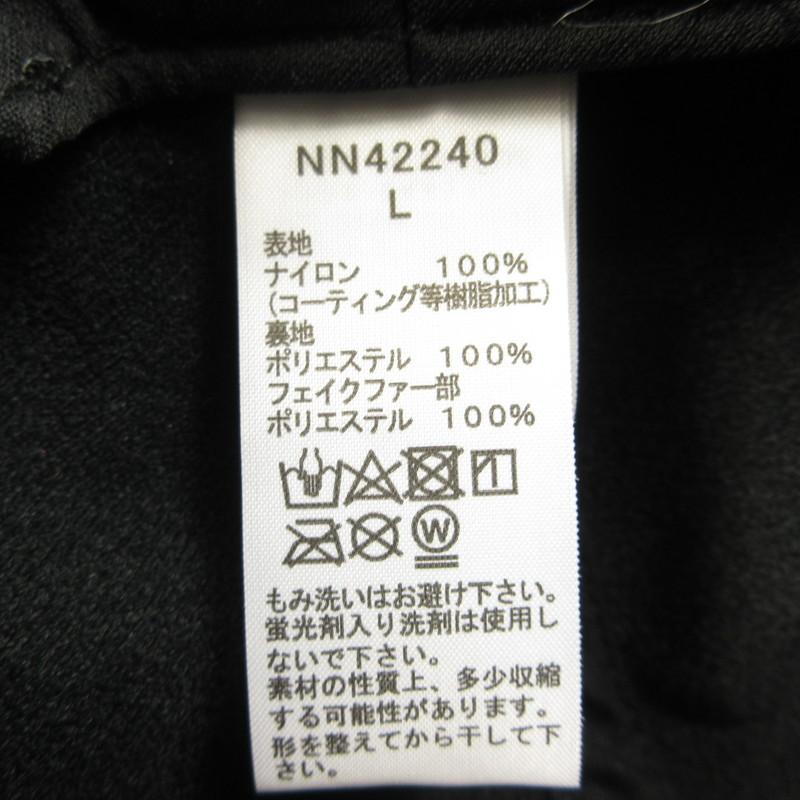 NN42240
L
表地
ナイロン 100%
(コーティング等樹脂加工)
裏地
ポリエステル 100%
フェイクファー部
ポリエステル 100%
W
もみ洗いはお避け下さい。
蛍光剤入り洗剤は使用し
ないで下さい。
素材の性質上、多少収縮
する可能性があります。
形を整えてから干して下
さい。